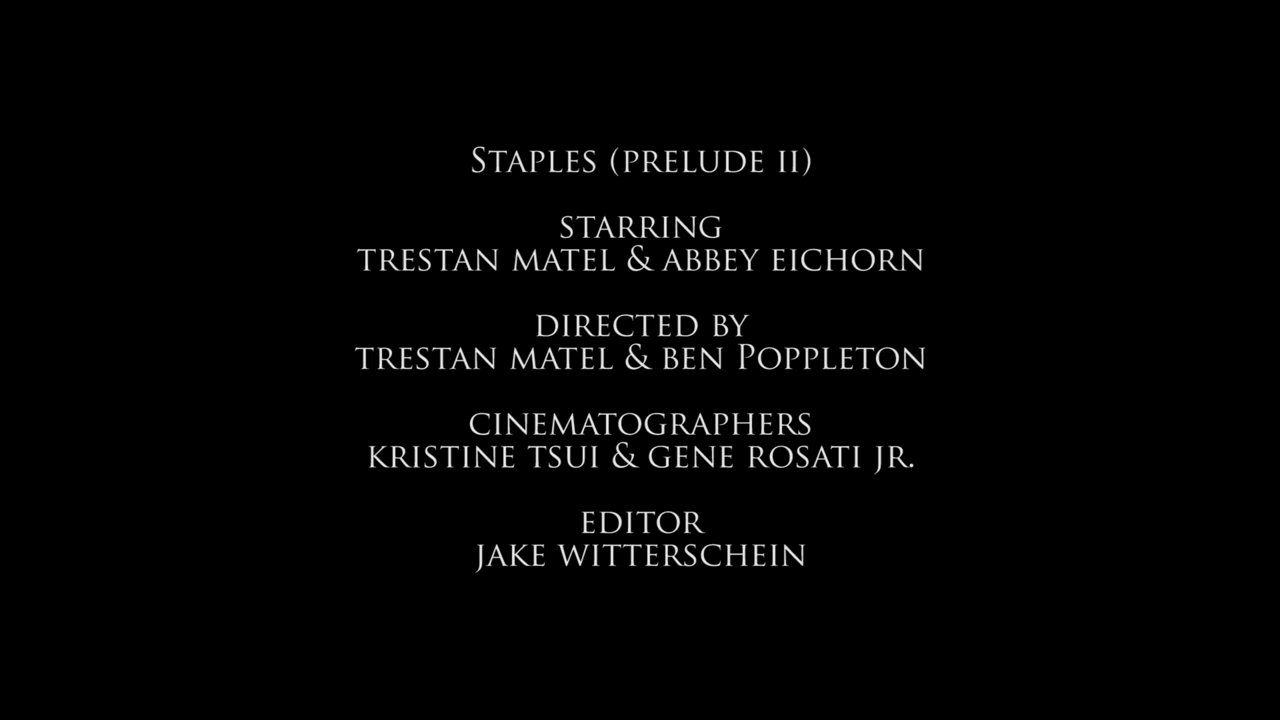 Staples (prelude ii)
starring
trestan matel & abbey eichorn
directed by
trestan matel & ben Poppleton
cinematographers
kristine tsui & gene rosati jr.
editor
jake witterschein